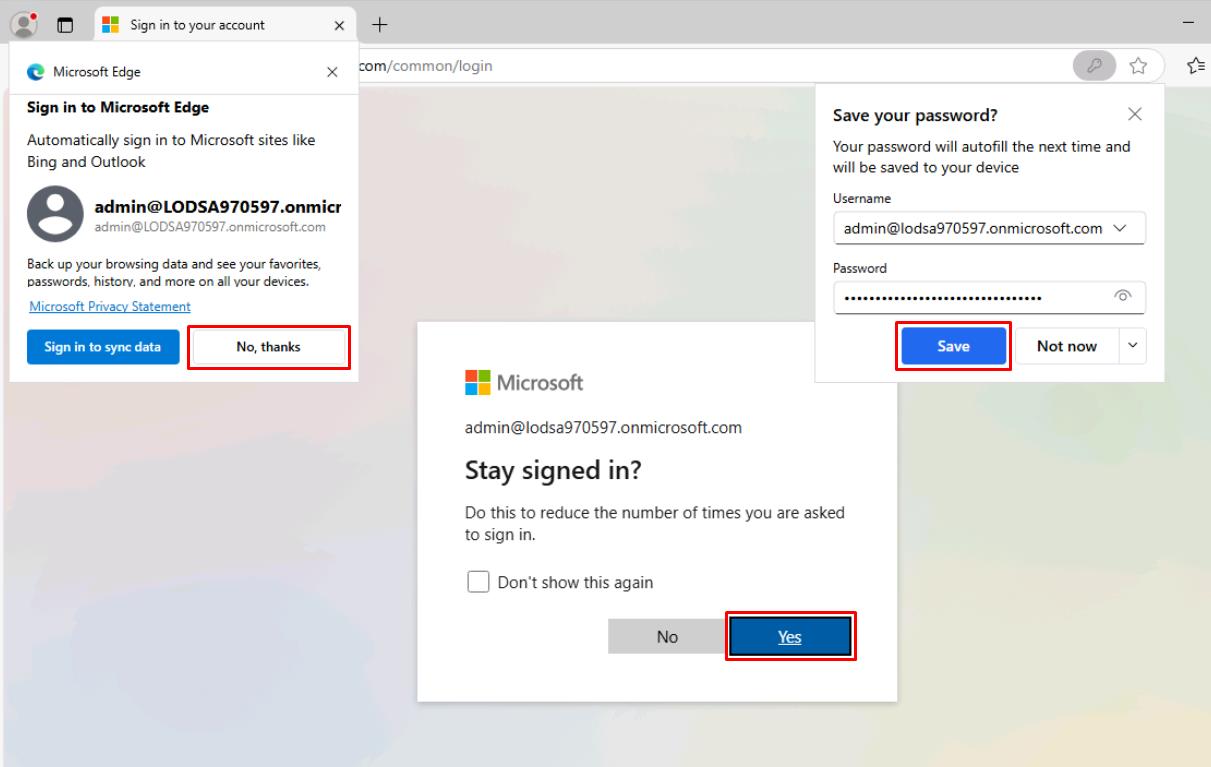 Sign in to your account
com/common/login
Microsoft Edge
Sign in to Microsoft Edge
Automatically sign in to Microsoft sites like
Bing and Outlook
admin@LODSA970597.onmicr
admin@LODSA970597.onmicrosoft.com
Back up your browsing data and see your favorites,
passwords, history, and more on all your devices.
Microsoft Privacy Statement
Sign in to sync data
No, thanks
Save your password?
Your password will autofill the next time and
will be saved to your device
Username
admin@lodsa970597.onmicrosoft.com
Password
••••••••••••••••••••••••••••••••
Save
Not now
Microsoft
admin@lodsa970597.onmicrosoft.com
Stay signed in?
Do this to reduce the number of times you are asked
to sign in.
Don't show this again
No
Yes